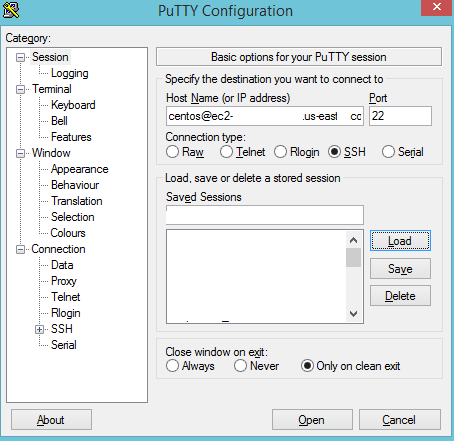 PuTTY Configuration
Category:
Session
Logging
Terminal
Keyboard
Bell
Features
Window
Appearance
Behaviour
Translation
Selection
Colours
Connection
Data
Proxy
Telnet
Rlogin
SSH
Serial
Basic options for your PuTTY session
Specify the destination you want to connect to
Host Name (or IP address) Port
centos@ec2- .us-east cc 22
Connection type:
Raw Telnet Rlogin SSH Serial
Load, save or delete a stored session
Saved Sessions
Load
Save
Delete
Close window on exit:
Always Never Only on clean exit
About Open Cancel